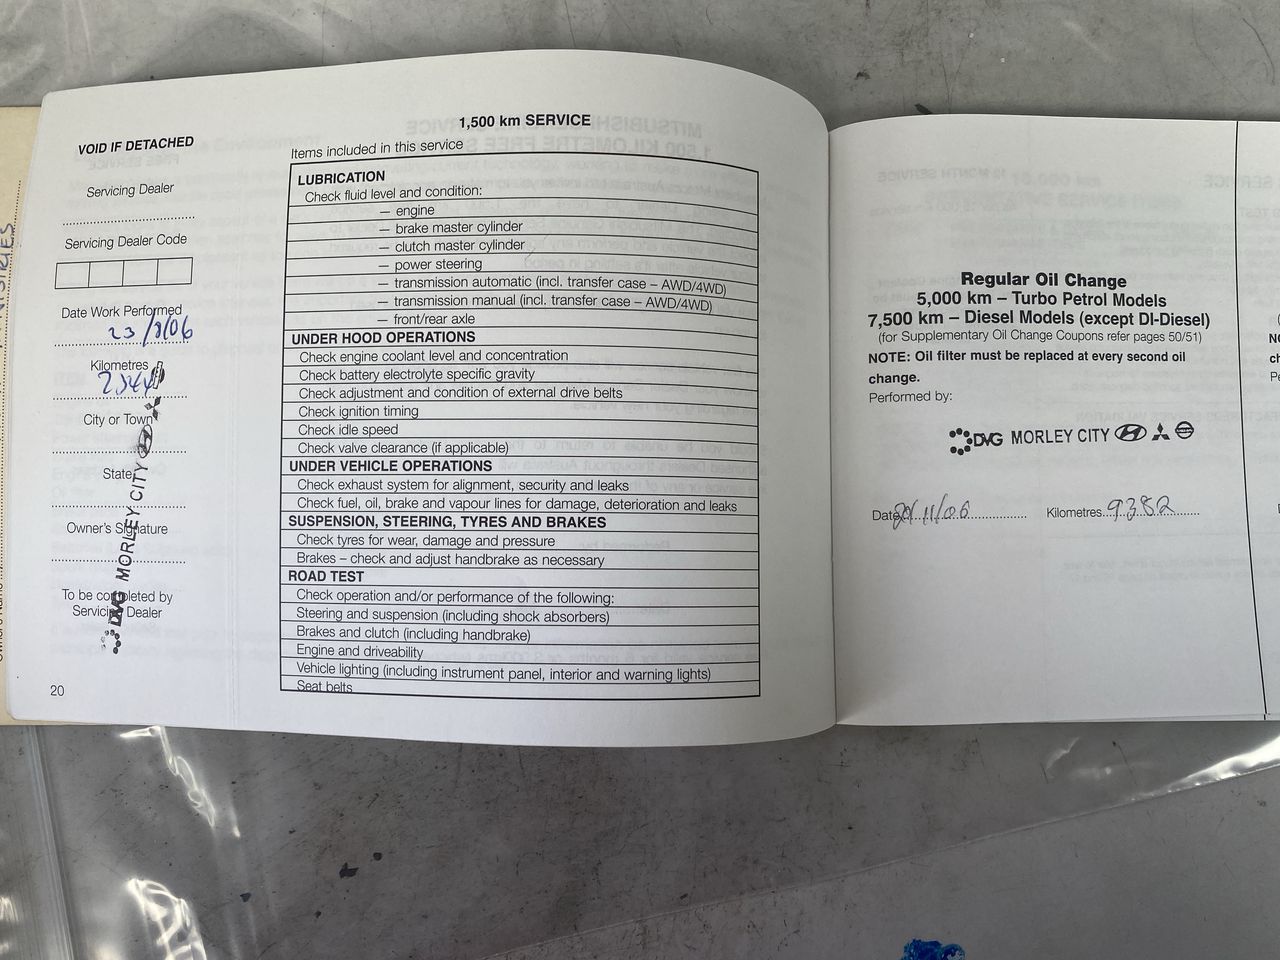 VOID IF DETACHED
Servicing Dealer
Servicing Dealer Code
Date Work Performed
23/8/06
Kilometres
City or Town
State
Owner's Signature
To be completed by
Servicing Dealer
DVG MORLEY CITY
20
1,500 km SERVICE
Items included in this service
LUBRICATION
Check fluid level and condition:
— engine
— brake master cylinder
— clutch master cylinder
— power steering
— transmission automatic (incl. transfer case – AWD/4WD)
— transmission manual (incl. transfer case – AWD/4WD)
— front/rear axle
UNDER HOOD OPERATIONS
Check engine coolant level and concentration
Check battery electrolyte specific gravity
Check adjustment and condition of external drive belts
Check ignition timing
Check idle speed
Check valve clearance (if applicable)
UNDER VEHICLE OPERATIONS
Check exhaust system for alignment, security and leaks
Check fuel, oil, brake and vapour lines for damage, deterioration and leaks
SUSPENSION, STEERING, TYRES AND BRAKES
Check tyres for wear, damage and pressure
Brakes – check and adjust handbrake as necessary
ROAD TEST
Check operation and/or performance of the following:
Steering and suspension (including shock absorbers)
Brakes and clutch (including handbrake)
Engine and driveability
Vehicle lighting (including instrument panel, interior and warning lights)
Seat belts
Regular Oil Change
5,000 km – Turbo Petrol Models
7,500 km – Diesel Models (except DI-Diesel)
(for Supplementary Oil Change Coupons refer pages 50/51)
NOTE: Oil filter must be replaced at every second oil
change.
Performed by:
DVG MORLEY CITY
Date 29/11/06 Kilometres 9382